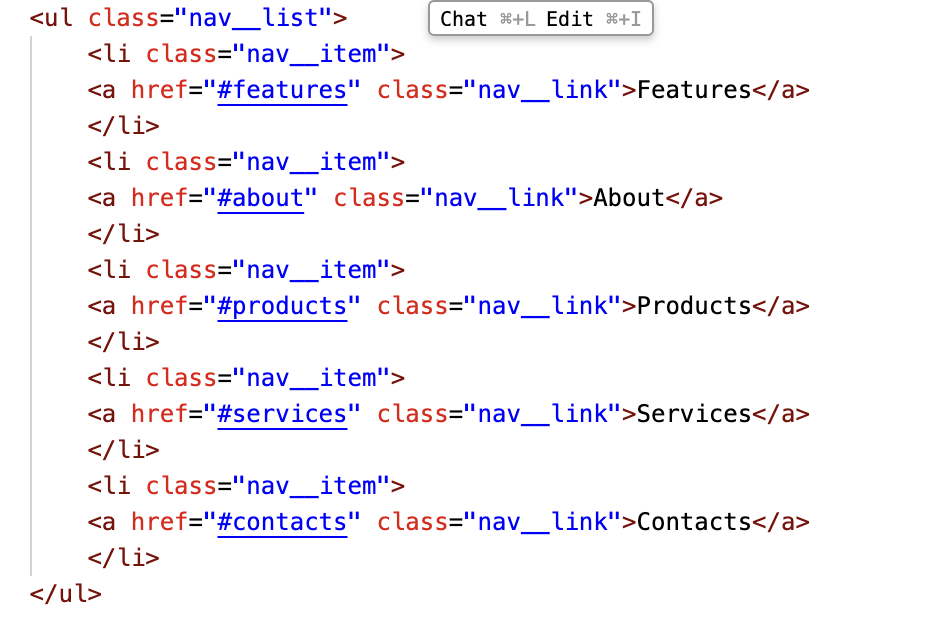 <ul class="nav__list">
Chat ⌘+L Edit ⌘+I
<li class="nav__item">
<a href="#features" class="nav__link">Features</a>
</li>
<li class="nav__item">
<a href="#about" class="nav__link">About</a>
</li>
<li class="nav__item">
<a href="#products" class="nav__link">Products</a>
</li>
<li class="nav__item">
<a href="#services" class="nav__link">Services</a>
</li>
<li class="nav__item">
<a href="#contacts" class="nav__link">Contacts</a>
</li>
</ul>